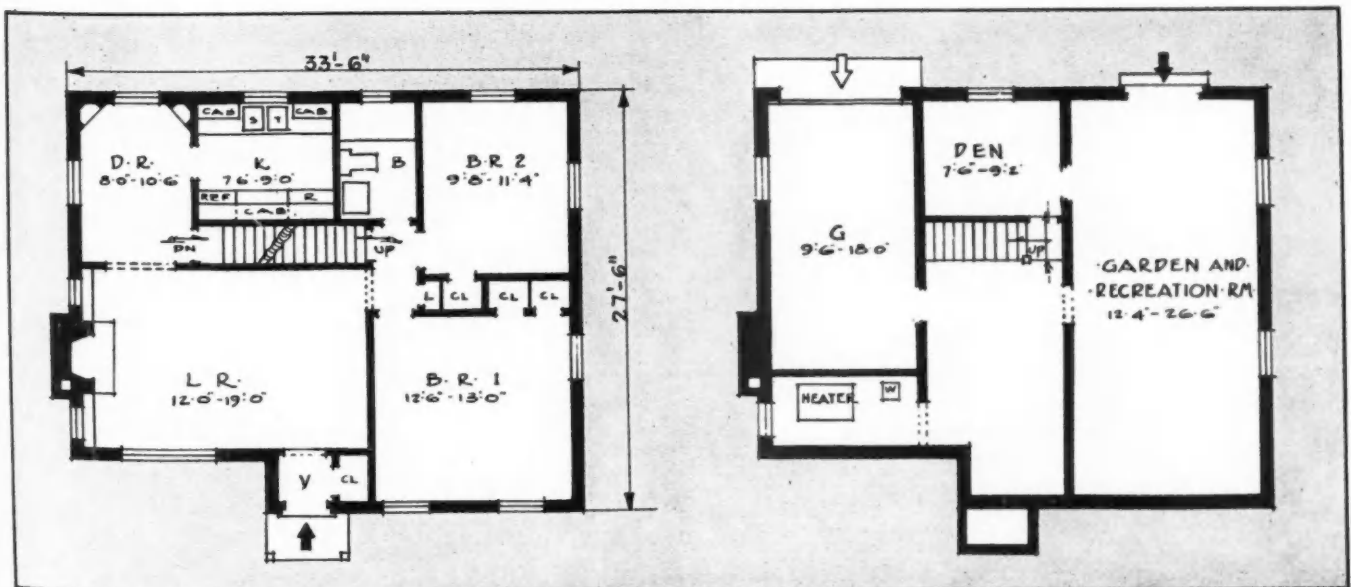 33'-6"
CAB S T CAB
D·R·
8'·0"-10'·6"
K
7'6"-9'·0"
B
B·R 2
9'·8"-11'·4"
REF R
CAB
DN
UP
L CL CL CL
27'-6"
L R·
12'·0"-19'·0"
B·R·1
12'·6"-13'·0"
V CL
DEN
7'·6"-9'·2"
G
9'·6"-18'·0"
UP
·GARDEN AND·
·RECREATION·RM·
12'·4"-26'·6"
HEATER W